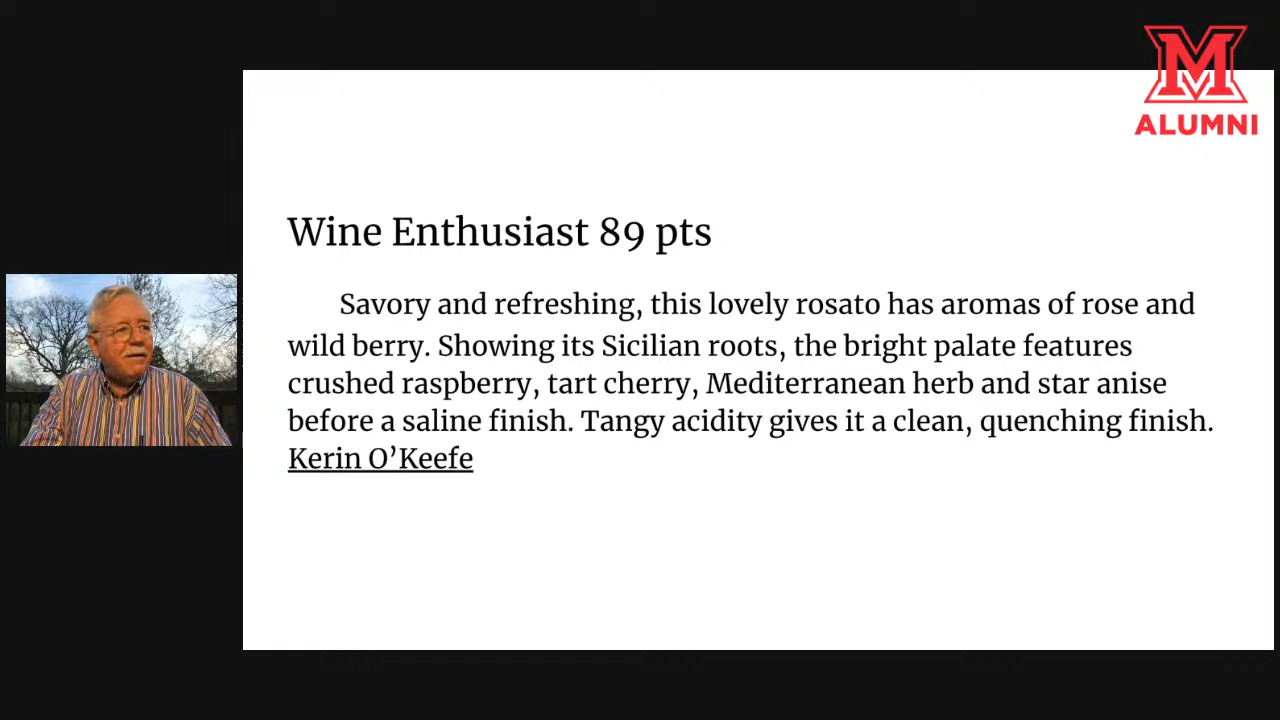 M
ALUMNI
Wine Enthusiast 89 pts
Savory and refreshing, this lovely rosato has aromas of rose and
wild berry. Showing its Sicilian roots, the bright palate features
crushed raspberry, tart cherry, Mediterranean herb and star anise
before a saline finish. Tangy acidity gives it a clean, quenching finish.
Kerin O’Keefe